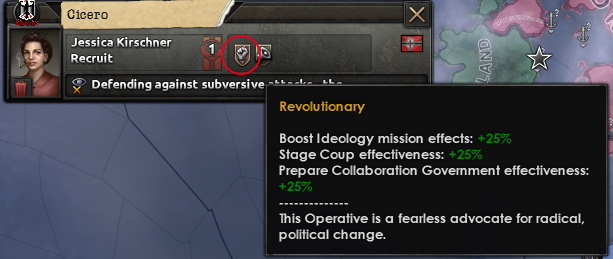 Cicero
Jessica Kirschner
Recruit
1
Defending against subversive attacks, the
LAND
Revolutionary
Boost Ideology mission effects: +25%
Stage Coup effectiveness: +25%
Prepare Collaboration Government effectiveness:
+25%
--------------
This Operative is a fearless advocate for radical,
political change.